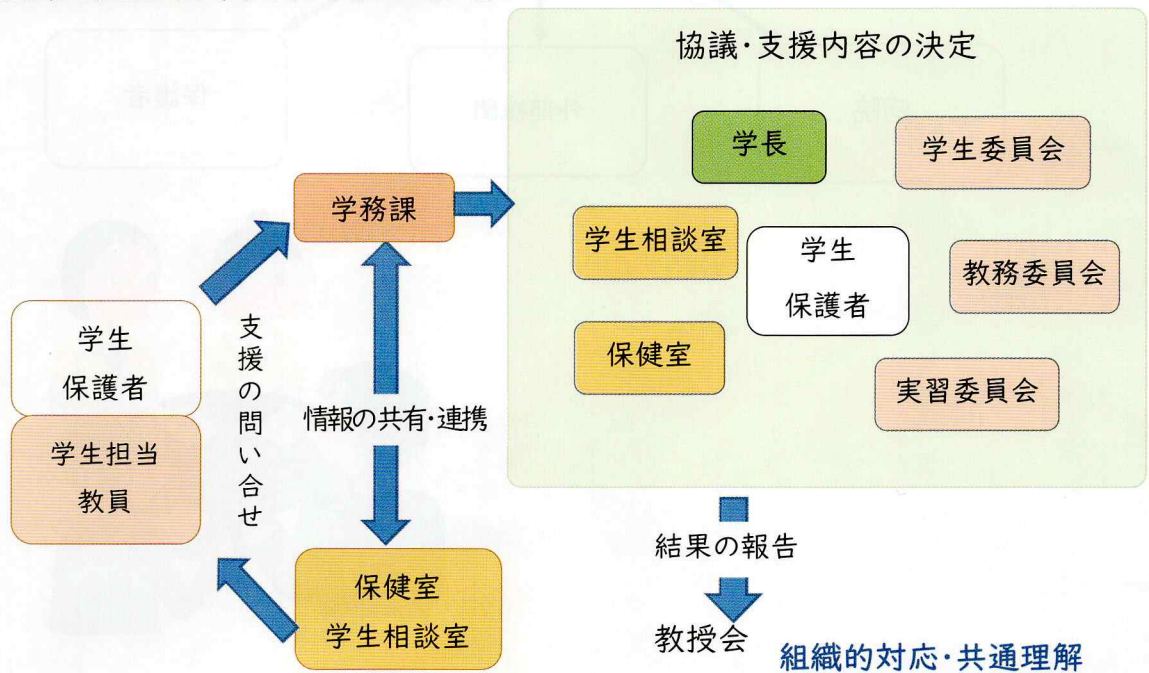 協議・支援内容の決定
学長
学生委員会
学務課
学生相談室
学生
保護者
教務委員会
保健室
実習委員会
学生
保護者
学生担当
教員
支援の問い合せ
情報の共有・連携
保健室
学生相談室
結果の報告
教授会
組織的対応・共通理解